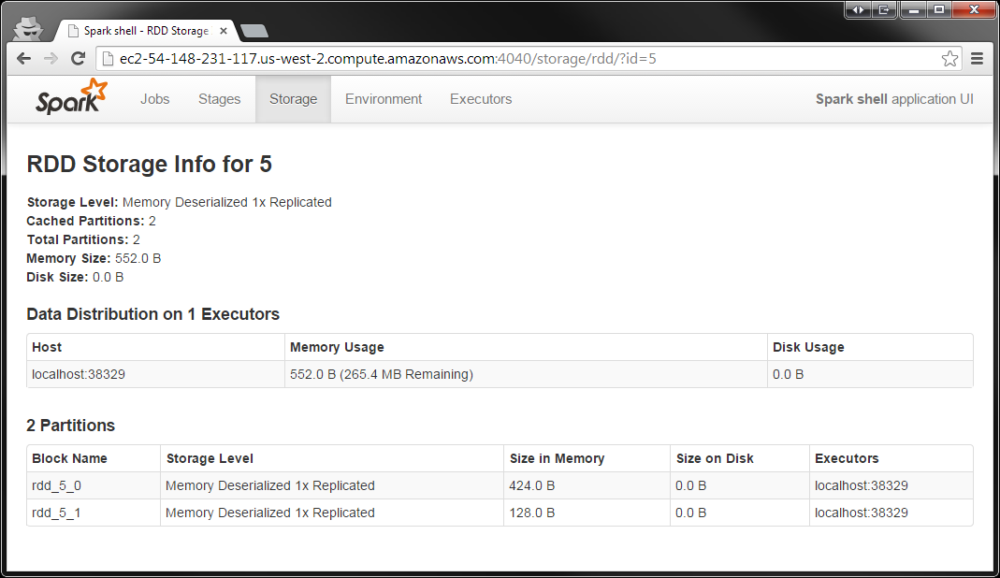 Spark shell - RDD Storage
ec2-54-148-231-117.us-west-2.compute.amazonaws.com:4040/storage/rdd/?id=5
Spark Jobs Stages Storage Environment Executors Spark shell application UI
RDD Storage Info for 5
Storage Level: Memory Deserialized 1x Replicated
Cached Partitions: 2
Total Partitions: 2
Memory Size: 552.0 B
Disk Size: 0.0 B
Data Distribution on 1 Executors
Host Memory Usage Disk Usage
localhost:38329 552.0 B (265.4 MB Remaining) 0.0 B
2 Partitions
Block Name Storage Level Size in Memory Size on Disk Executors
rdd_5_0 Memory Deserialized 1x Replicated 424.0 B 0.0 B localhost:38329
rdd_5_1 Memory Deserialized 1x Replicated 128.0 B 0.0 B localhost:38329